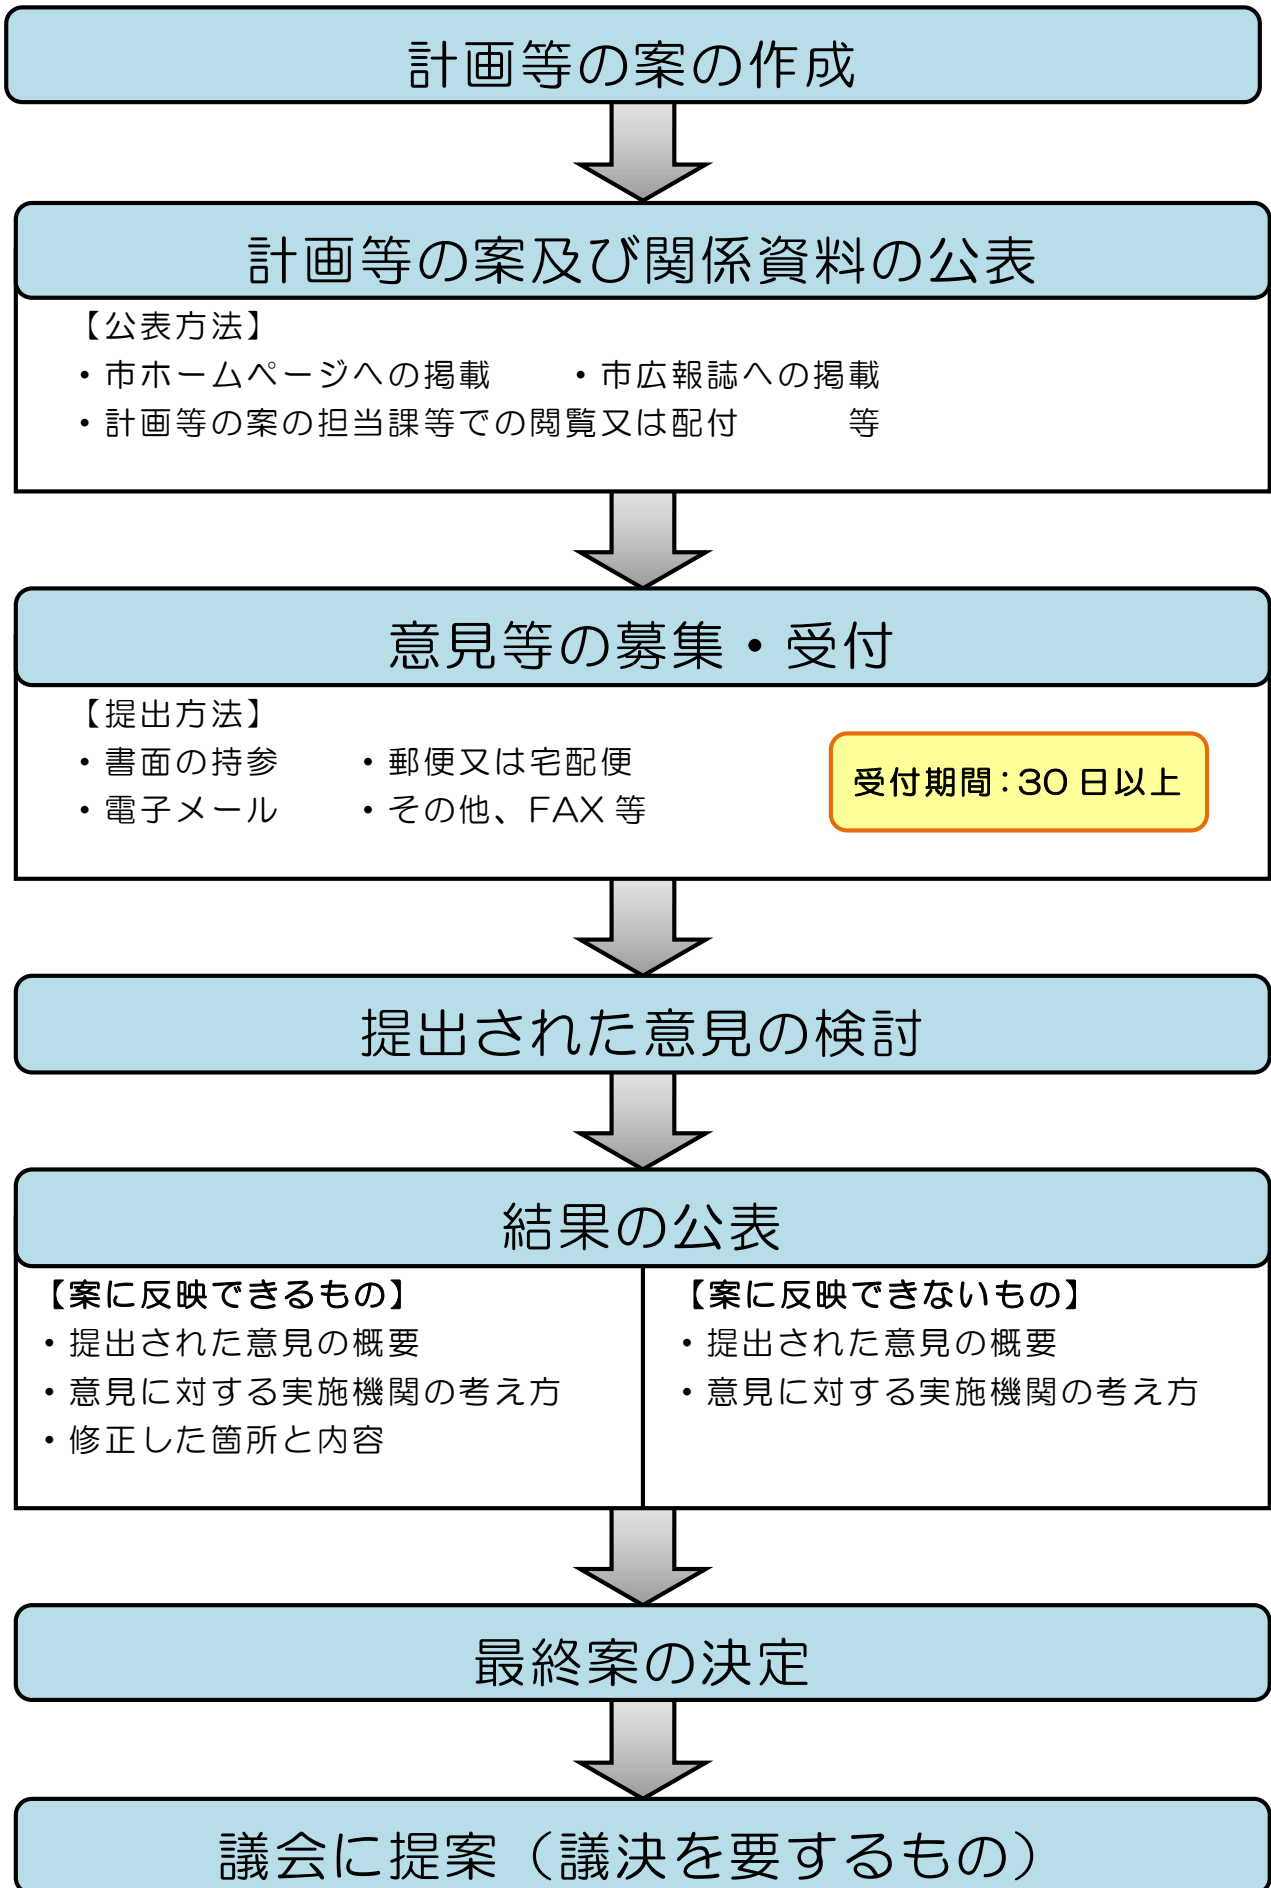 計画等の案の作成
計画等の案及び関係資料の公表
【公表方法】
・市ホームページへの掲載　　・市広報誌への掲載
・計画等の案の担当課等での閲覧又は配付　　　等
意見等の募集・受付
【提出方法】
・書面の持参　　・郵便又は宅配便
・電子メール　　・その他、FAX 等
受付期間：30 日以上
提出された意見の検討
結果の公表
【案に反映できるもの】
・提出された意見の概要
・意見に対する実施機関の考え方
・修正した箇所と内容
【案に反映できないもの】
・提出された意見の概要
・意見に対する実施機関の考え方
最終案の決定
議会に提案（議決を要するもの）